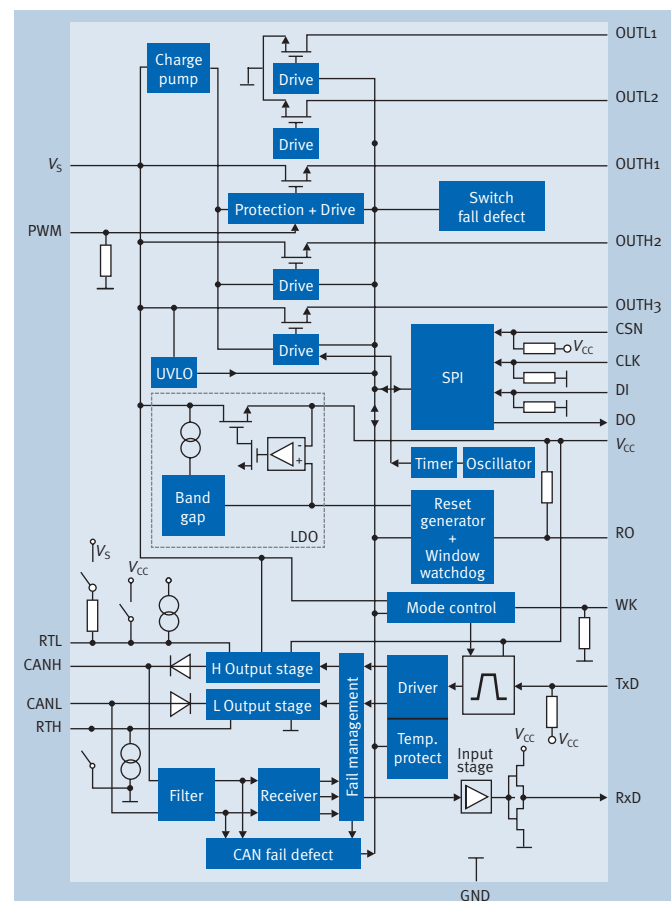 OUTL1
Charge
pump
Drive
OUTL2
Drive
VS
OUTH1
Protection + Drive
Switch
fall defect
PWM
OUTH2
Drive
OUTH3
CSN
Drive
VCC
UVLO
SPI
CLK
DI
DO
VCC
Timer
Oscillator
Band
gap
LDO
Reset
generator
+
Window
watchdog
RO
VS
VCC
Mode control
WK
RTL
CANH
H Output stage
Driver
TxD
CANL
L Output stage
RTH
Fail management
Temp.
protect
VCC
Input
stage
VCC
Filter
Receiver
RxD
CAN fail defect
GND